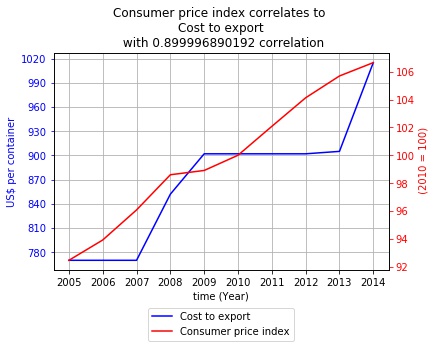 Consumer price index correlates to
Cost to export
with 0.899996890192 correlation
1020
990
960
930
900
870
840
810
780
US$ per container
106
104
102
100
98
96
94
92
(2010 = 100)
2005 2006 2007 2008 2009 2010 2011 2012 2013 2014
time (Year)
Cost to export
Consumer price index